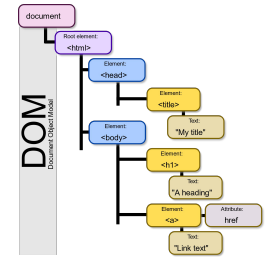 document
Root element:
<html>
Element:
<head>
Element:
<title>
Text:
"My title"
Element:
<body>
Element:
<h1>
Text:
"A heading"
Element:
<a>
Attribute:
href
Text:
"Link text"
DOM
Document Object Model